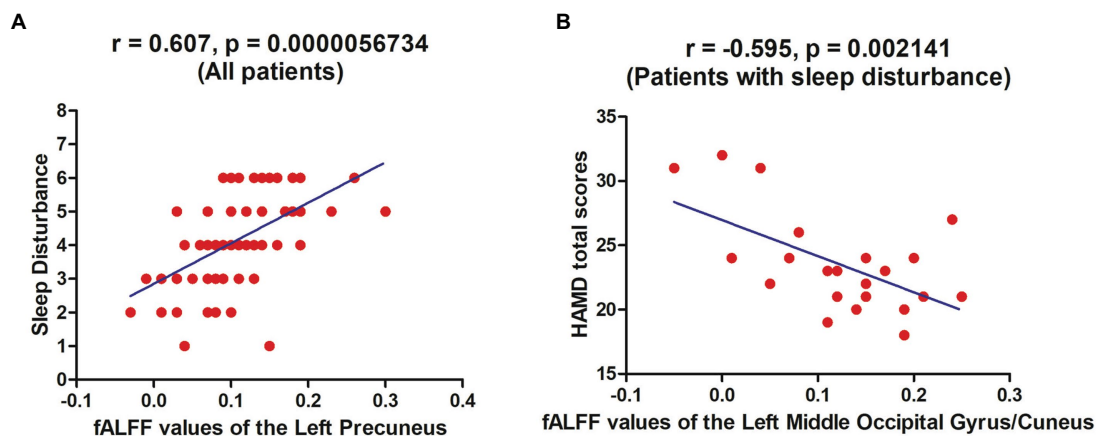 A
r = 0.607, p = 0.0000056734
(All patients)
8
7
6
5
4
3
2
1
0
Sleep Disturbance
-0.1
0.0
0.1
0.2
0.3
0.4
fALFF values of the Left Precuneus
B
r = -0.595, p = 0.002141
(Patients with sleep disturbance)
35
30
25
20
15
HAMD total scores
-0.1
0.0
0.1
0.2
0.3
fALFF values of the Left Middle Occipital Gyrus/Cuneus